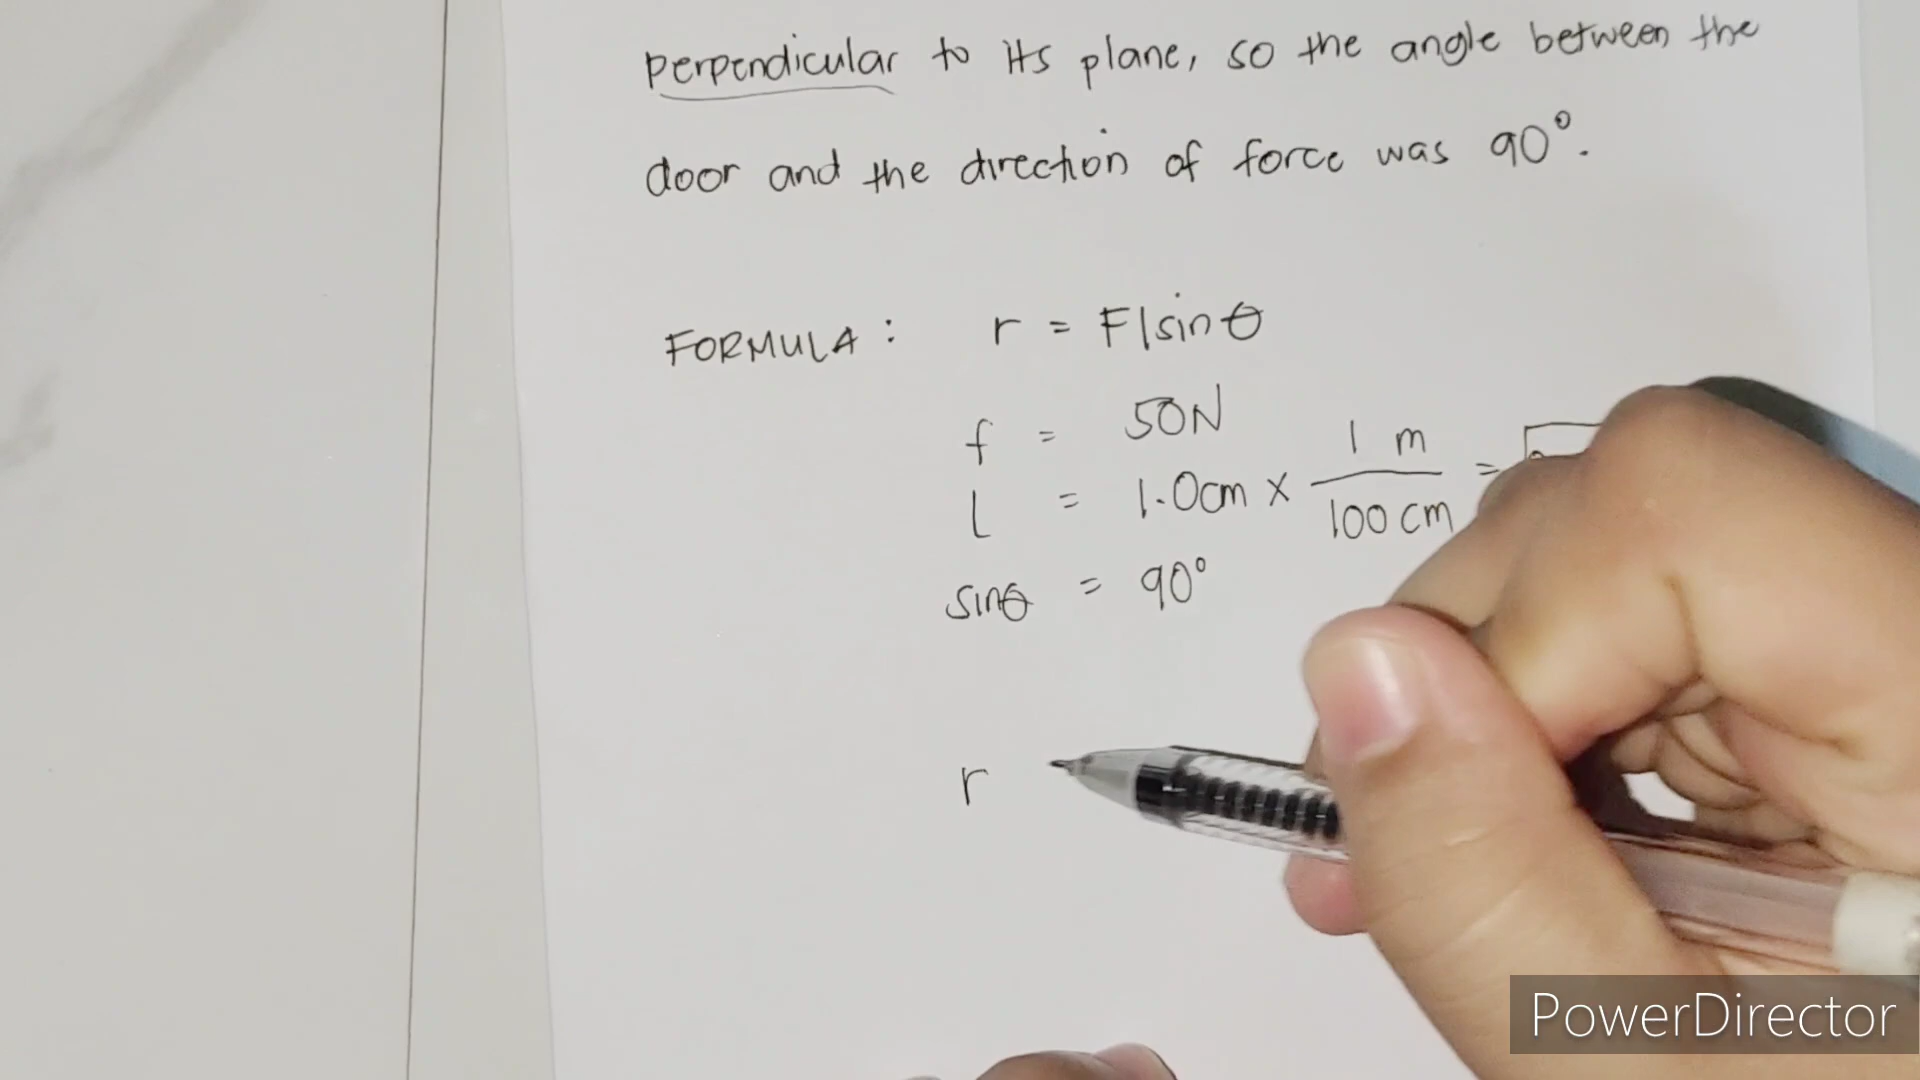 perpendicular to its plane, so the angle between the
door and the direction of force was 90°.
FORMULA : r = Flsinθ
f = 50N
L = 1.0cm x 1 m / 100 cm =
sinθ = 90°
r
PowerDirector